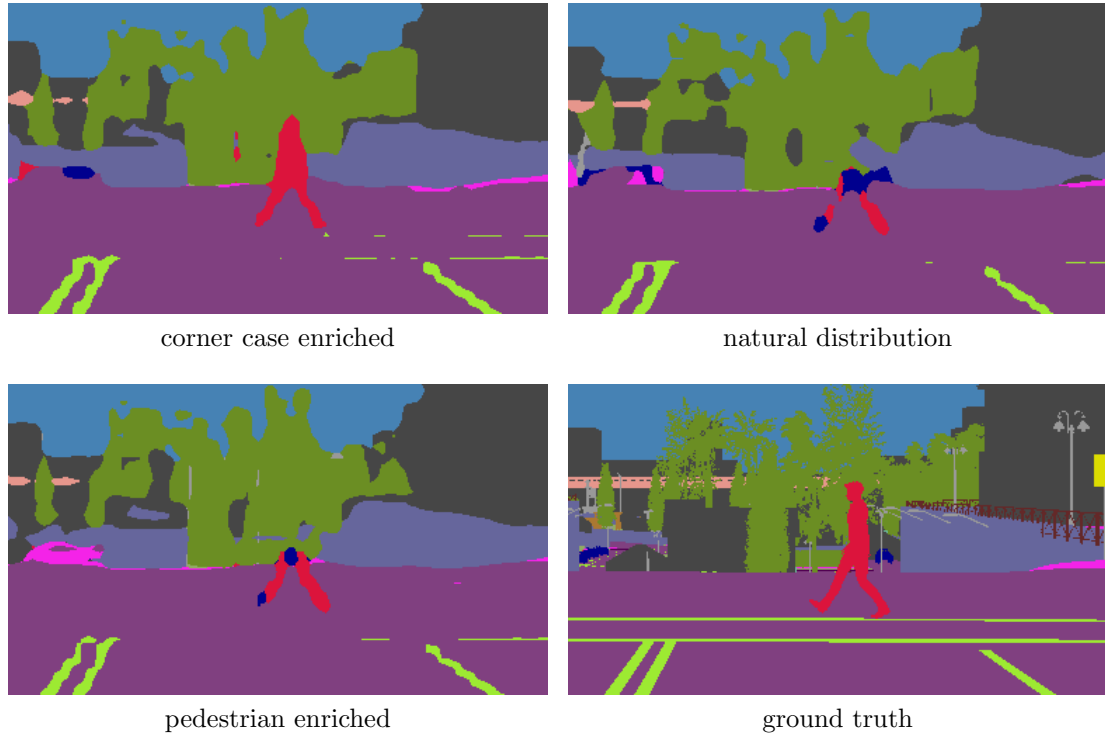 corner case enriched
natural distribution
pedestrian enriched
ground truth